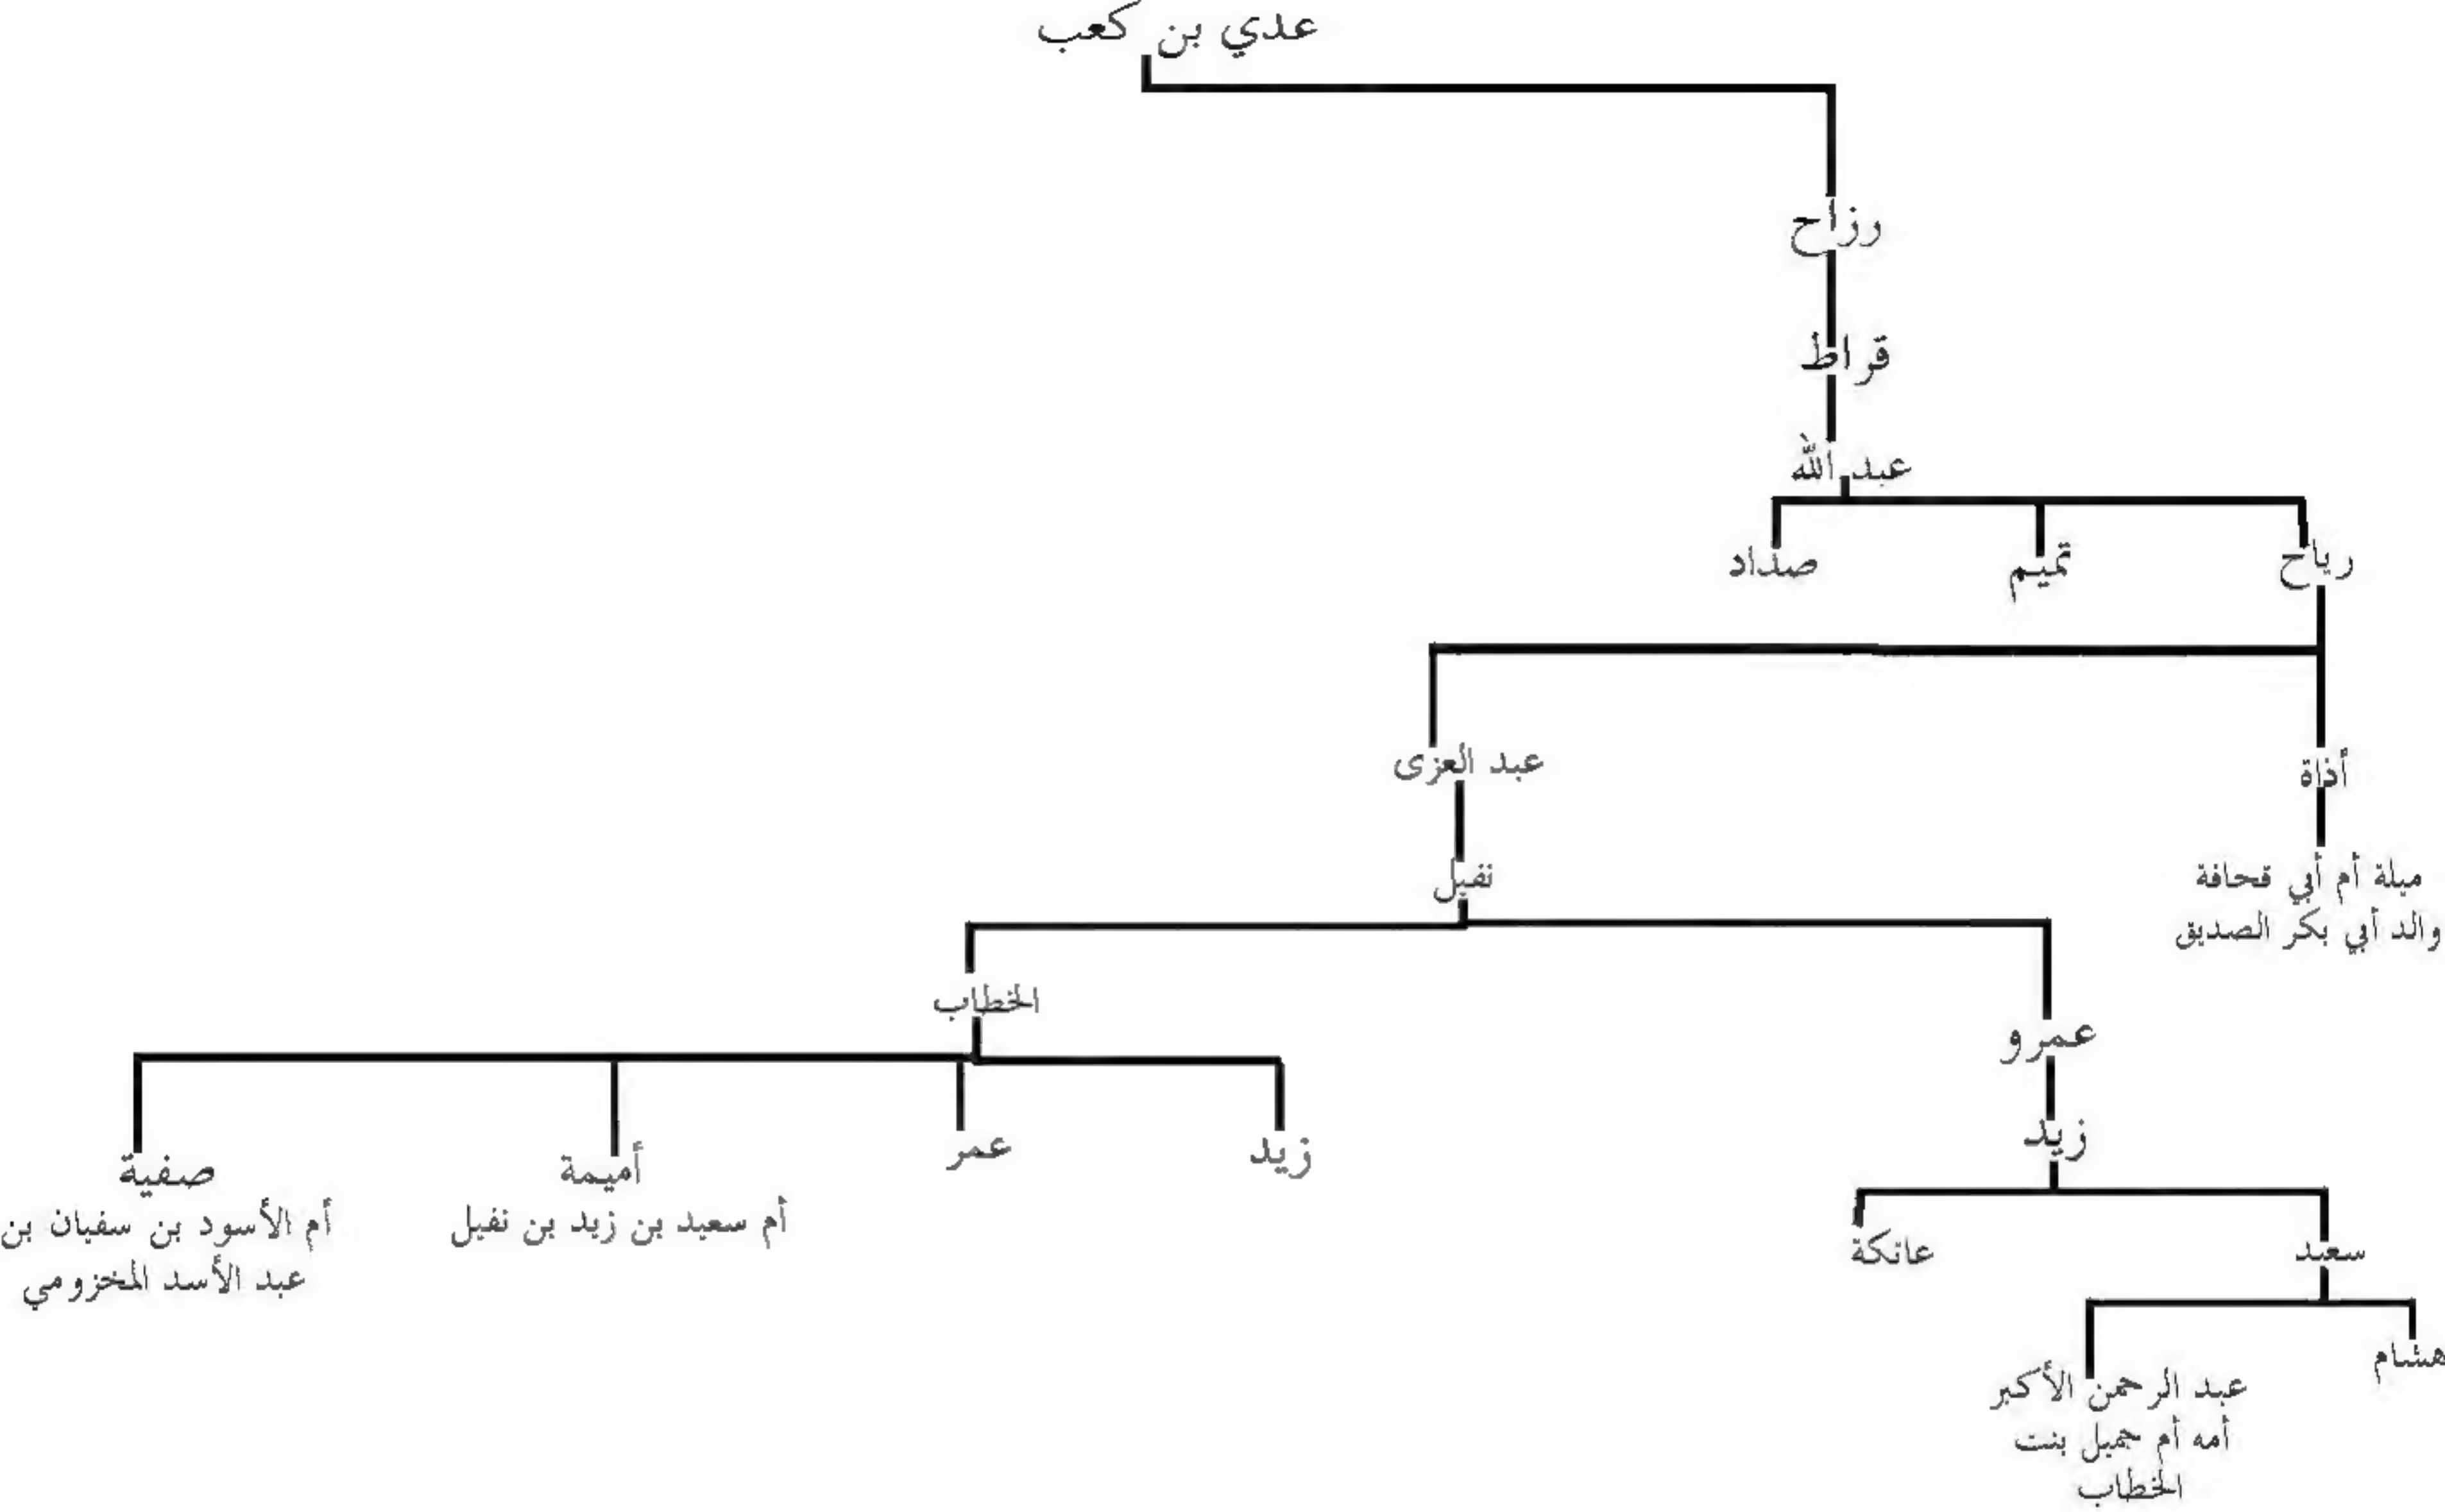 عدي بن كعب
رزاح
قراط
عبد الله
رياح
تميم
صداد
عبد العزى
أذاة
نفيل
ميلة أم أبي قحافة
والد أبي بكر الصديق
الخطاب
عمرو
زيد
عمر
أميمة
أم سعيد بن زيد بن نفيل
صفية
أم الأسود بن سفيان بن
عبد الأسد المخزومي
زيد
سعيد
عاتكة
هشام
عبد الرحمن الأكبر
أمه أم جميل بنت
الخطاب